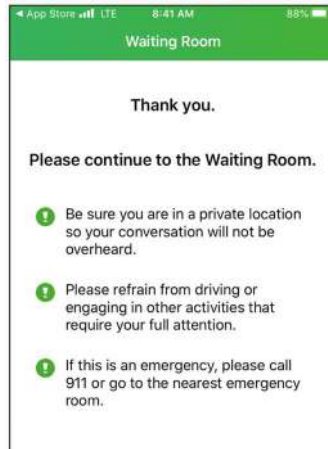 ◀ App Store LTE 8:41 AM 88%
Waiting Room
Thank you.
Please continue to the Waiting Room.
Be sure you are in a private location
so your conversation will not be
overheard.
Please refrain from driving or
engaging in other activities that
require your full attention.
If this is an emergency, please call
911 or go to the nearest emergency
room.